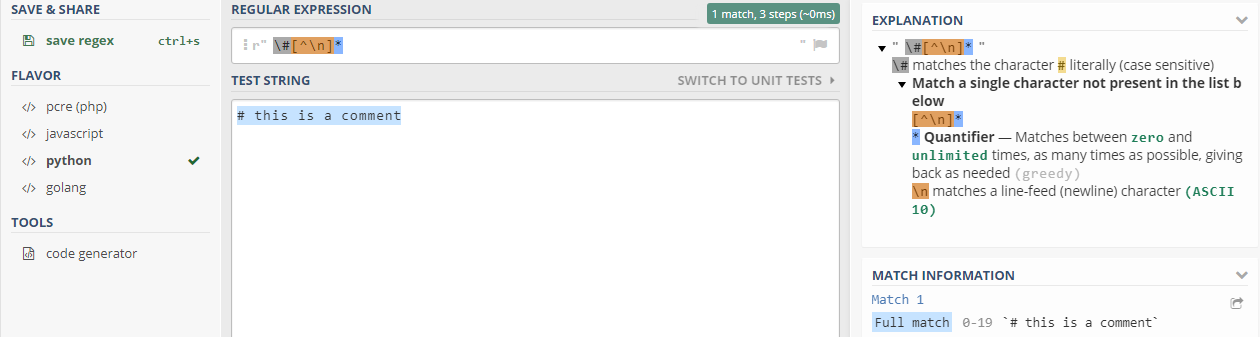 SAVE & SHARE
save regex ctrl+s
FLAVOR
</> pcre (php)
</> javascript
</> python
</> golang
TOOLS
code generator
REGULAR EXPRESSION
1 match, 3 steps (~0ms)
r" \#[^\n]* "
TEST STRING
SWITCH TO UNIT TESTS
# this is a comment
EXPLANATION
" \#[^\n]* "
\# matches the character # literally (case sensitive)
Match a single character not present in the list b
elow
[^\n]*
* Quantifier — Matches between zero and
unlimited times, as many times as possible, giving
back as needed (greedy)
\n matches a line-feed (newline) character (ASCII
10)
MATCH INFORMATION
Match 1
Full match 0-19 `# this is a comment`